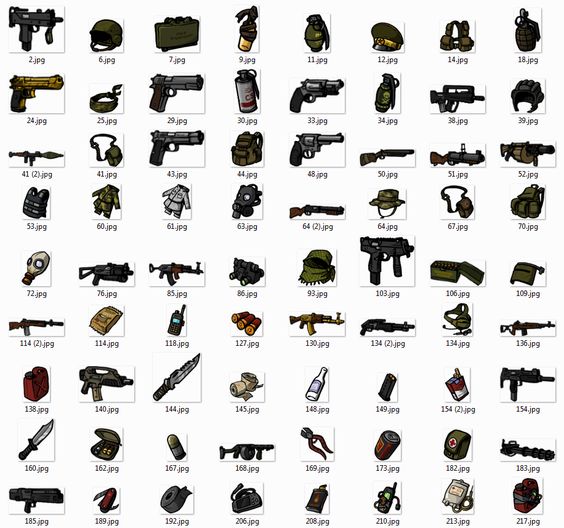 2.jpg 6.jpg 7.jpg 9.jpg 11.jpg 12.jpg 14.jpg 18.jpg
24.jpg 25.jpg 29.jpg 30.jpg 33.jpg 34.jpg 38.jpg 39.jpg
41 (2).jpg 41.jpg 43.jpg 44.jpg 48.jpg 50.jpg 51.jpg 52.jpg
53.jpg 60.jpg 61.jpg 63.jpg 64 (2).jpg 64.jpg 67.jpg 70.jpg
72.jpg 76.jpg 85.jpg 86.jpg 93.jpg 103.jpg 106.jpg 109.jpg
114 (2).jpg 114.jpg 118.jpg 127.jpg 130.jpg 134 (2).jpg 134.jpg 136.jpg
138.jpg 140.jpg 144.jpg 145.jpg 148.jpg 149.jpg 154 (2).jpg 154.jpg
160.jpg 162.jpg 167.jpg 168.jpg 169.jpg 173.jpg 182.jpg 183.jpg
185.jpg 189.jpg 192.jpg 206.jpg 208.jpg 210.jpg 213.jpg 217.jpg